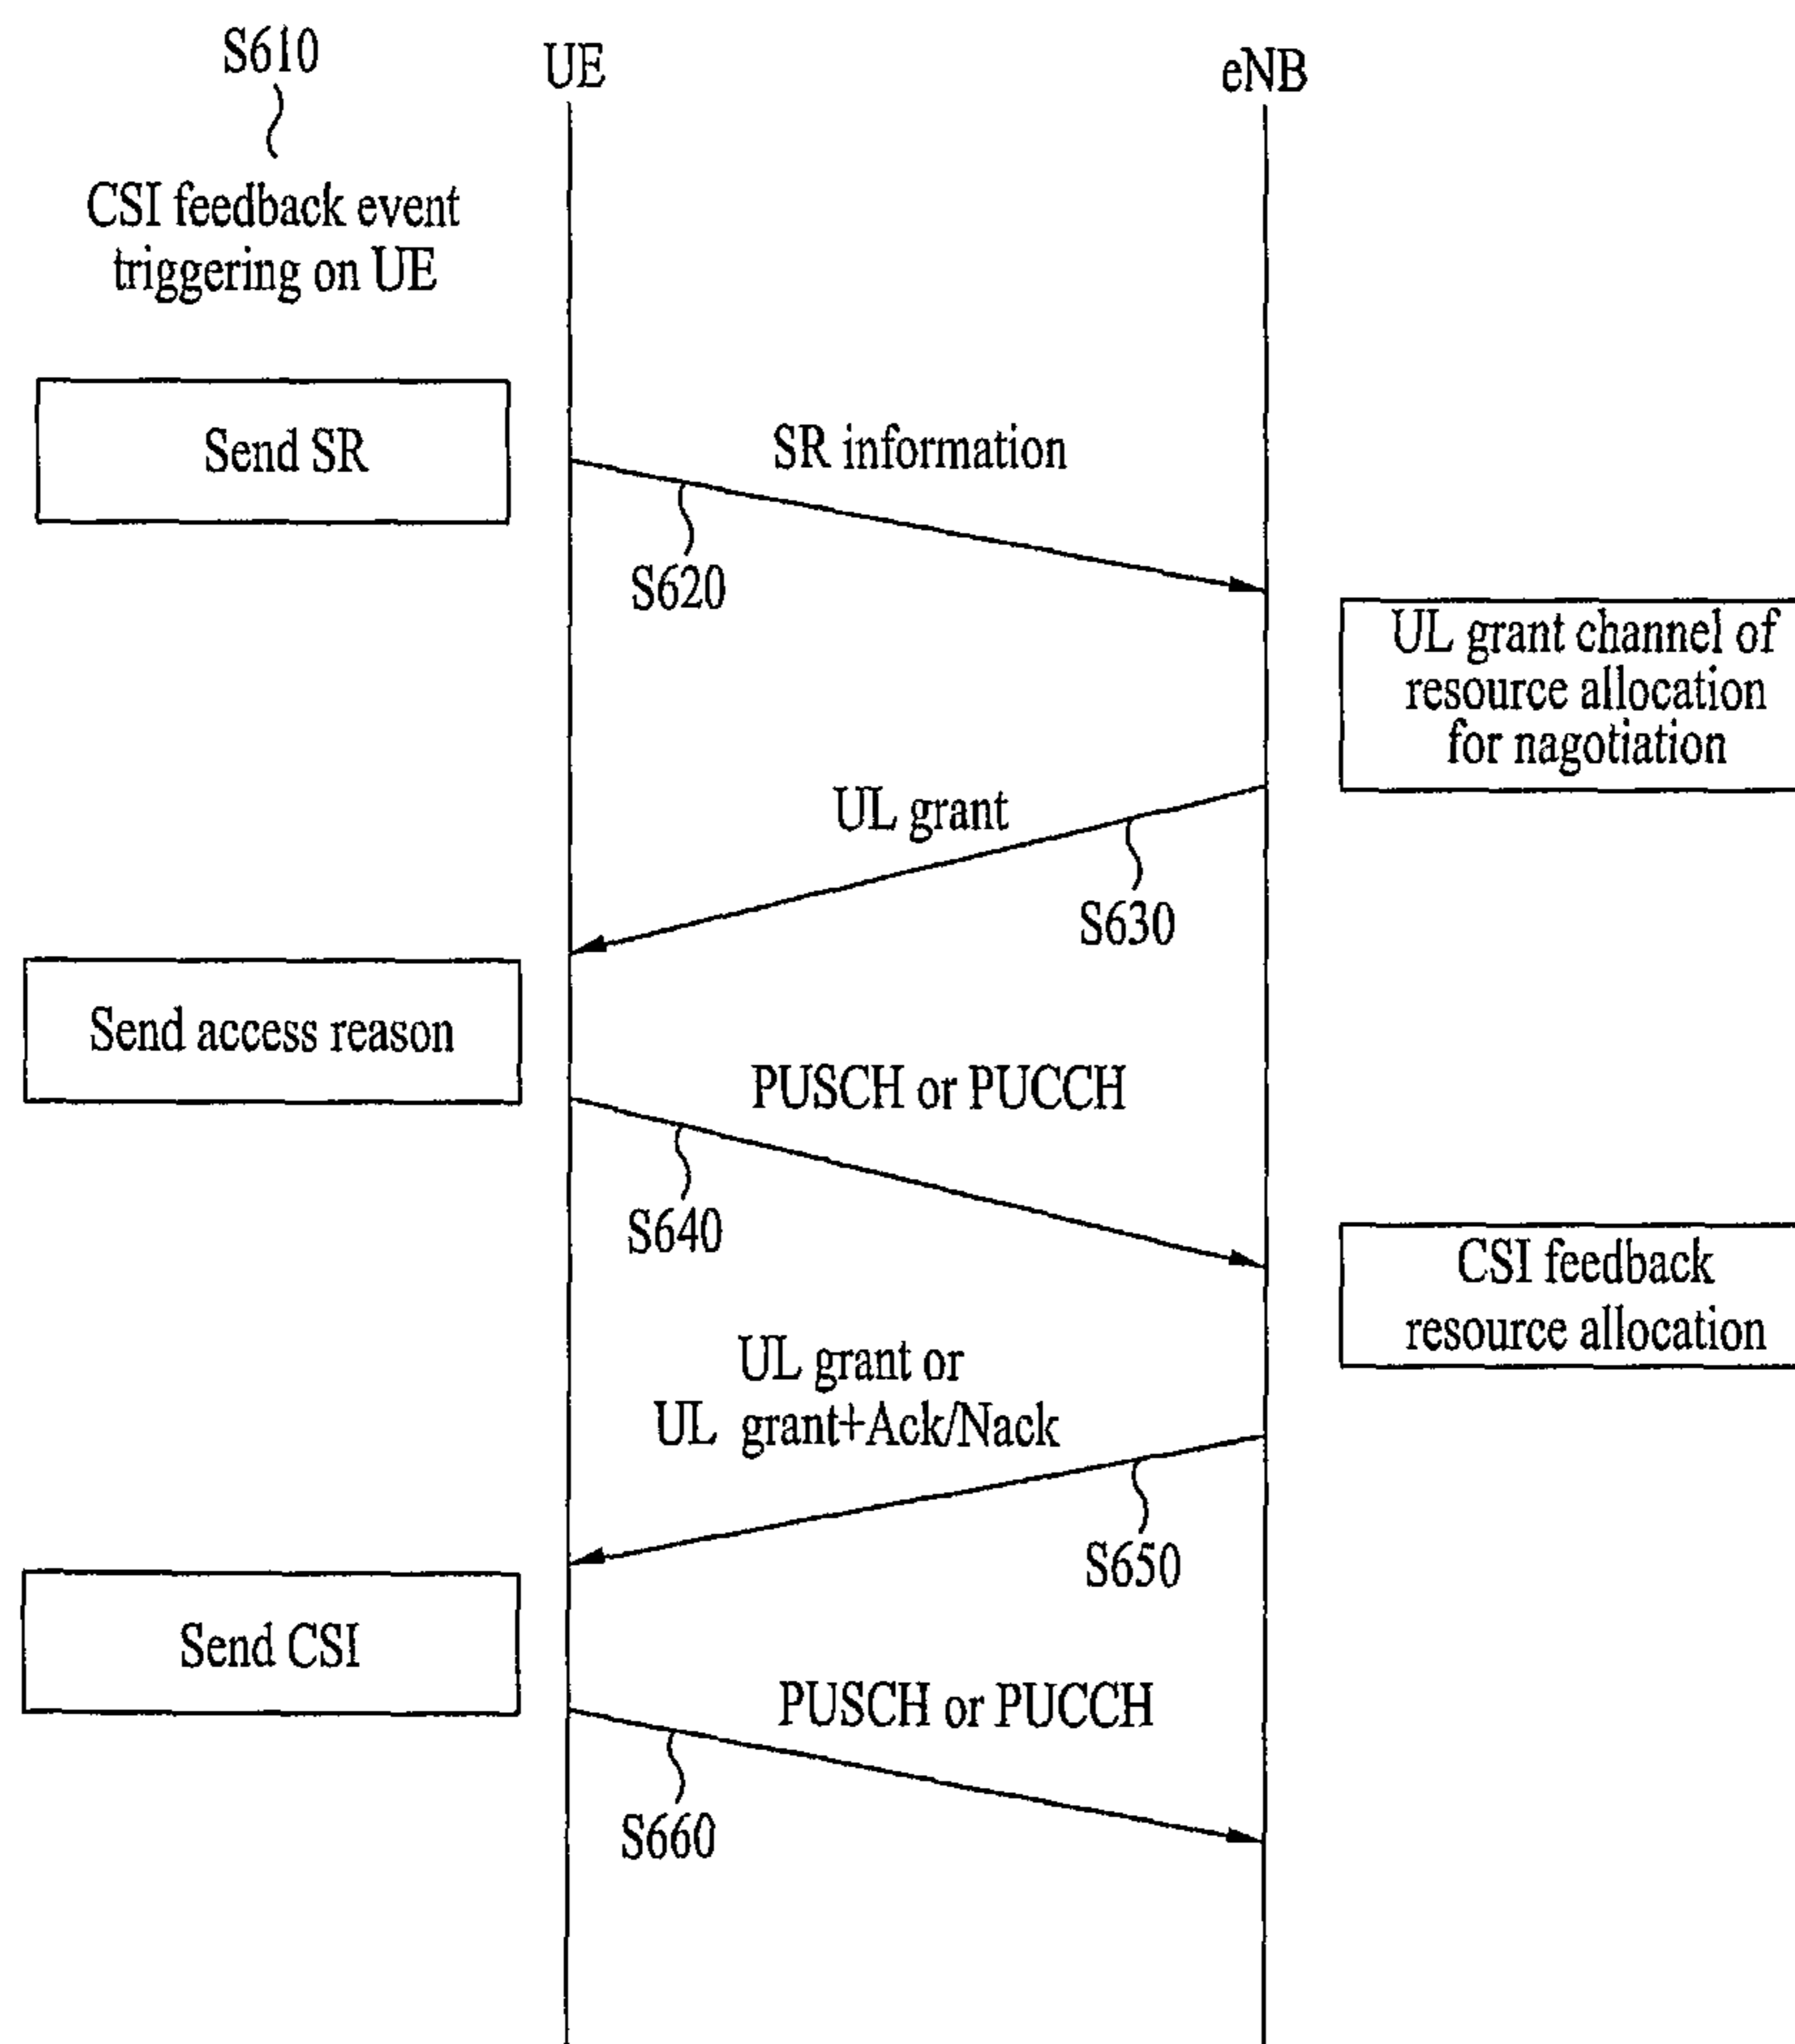 S610
UE
eNB
CSI feedback event
triggering on UE
Send SR
SR information
S620
UL grant channel of
resource allocation
for nagotiation
UL grant
S630
Send access reason
PUSCH or PUCCH
S640
CSI feedback
resource allocation
UL grant or
UL grant+Ack/Nack
S650
Send CSI
PUSCH or PUCCH
S660